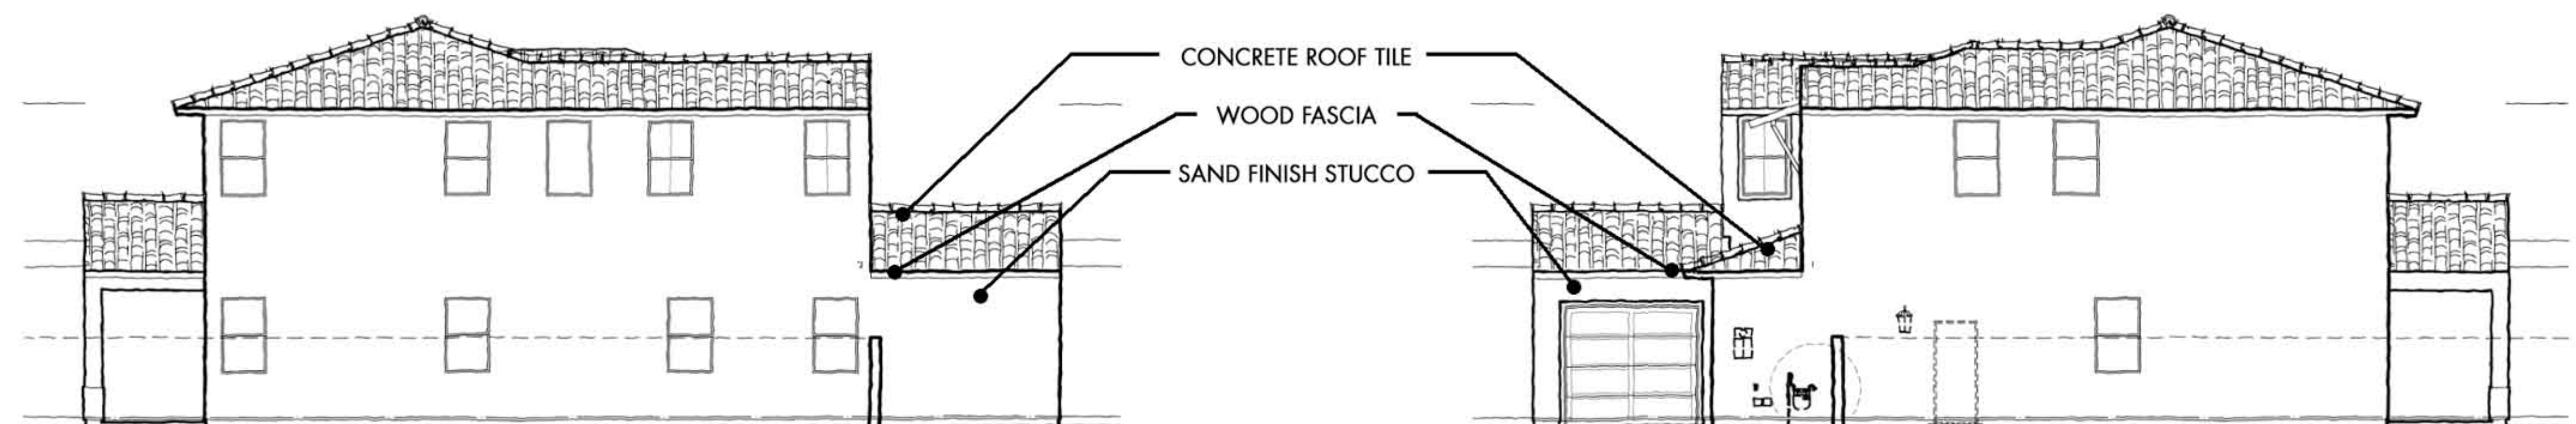 CONCRETE ROOF TILE
WOOD FASCIA
SAND FINISH STUCCO